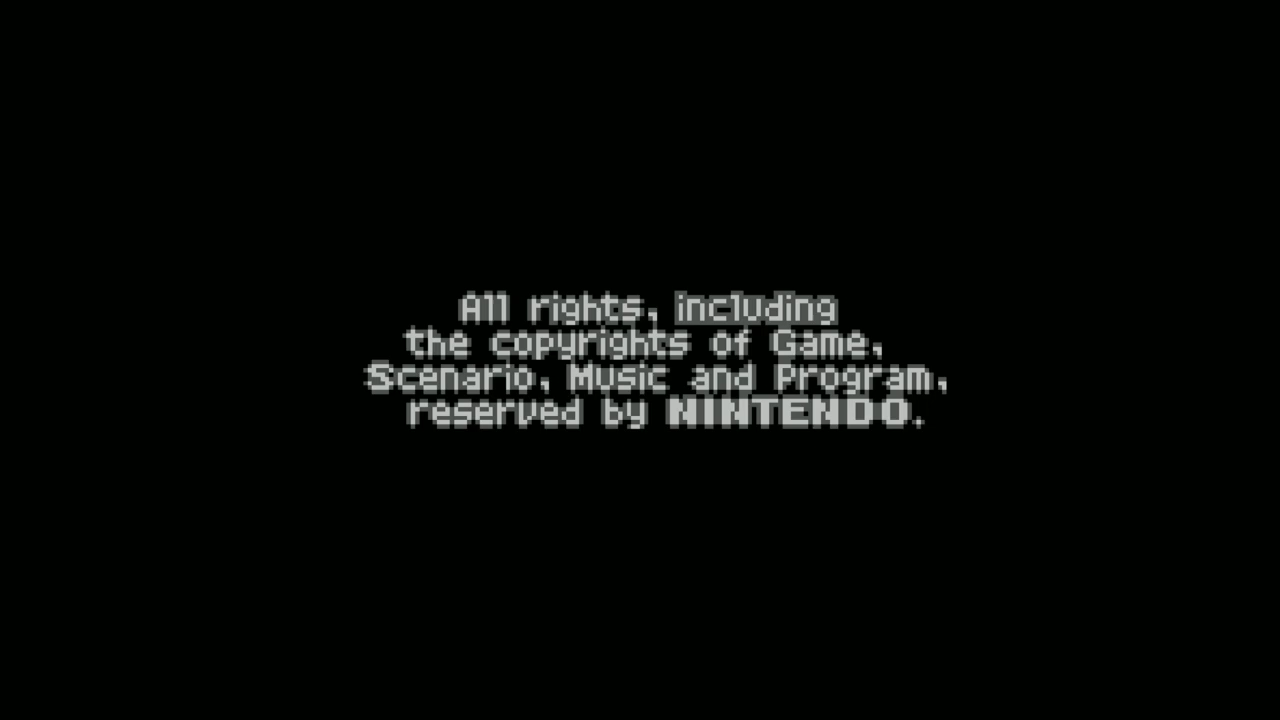 All rights, including
the copyrights of Game,
Scenario, Music and Program,
reserved by NINTENDO.